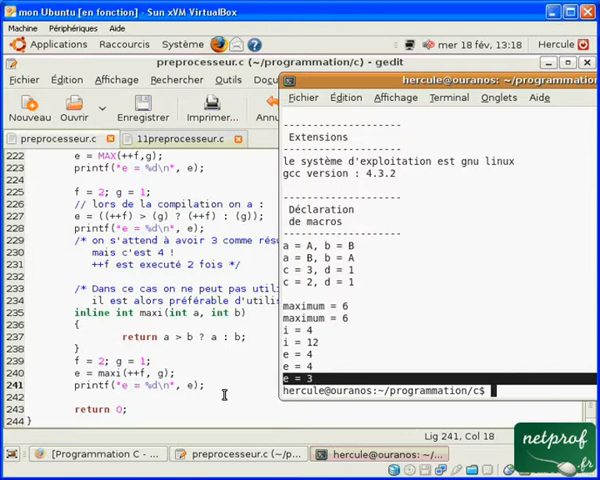 mon Ubuntu [en fonction] - Sun xVM VirtualBox
Machine Périphériques ?
Applications Raccourcis Système mer 18 fév, 13:18 Hercule
preprocesseur.c (~/programmation/c) - gedit
Fichier Édition Affichage Rechercher Outils Docu
Nouveau Ouvrir Enregistrer Imprimer... Annu
preprocesseur.c 11preprocesseur.c
222 e = MAX(++f,g);
223 printf("e = %d\n", e);
224
225 f = 2; g = 1;
226 // lors de la compilation on a :
227 e = ((++f) > (g) ? (++f) : (g));
228 printf("e = %d\n", e);
229 /* on s'attend à avoir 3 comme résu
230 mais c'est 4 !
231 ++f est executé 2 fois */
232
233 /* Dans ce cas on ne peut pas util
234 il est alors préférable d'utilis
235 inline int maxi(int a, int b)
236 {
237 return a > b ? a : b;
238 }
239 f = 2; g = 1;
240 e = maxi(++f, g);
241 printf("e = %d\n", e);
242
243 return 0;
244 }
Lig 241, Col 18
hercule@ouranos: ~/programmation
Fichier Édition Affichage Terminal Onglets Aide
--------------------
Extensions
--------------------
le système d'exploitation est gnu linux
gcc version : 4.3.2
--------------------
Déclaration
de macros
--------------------
a = A, b = B
a = B, b = A
c = 3, d = 1
c = 2, d = 1
maximum = 6
maximum = 6
i = 4
i = 12
e = 4
e = 4
e = 3
hercule@ouranos:~/programmation/c$
[Programmation C - ... preprocesseur.c (~/p... hercule@ouranos: ~/...
netprof
.fr